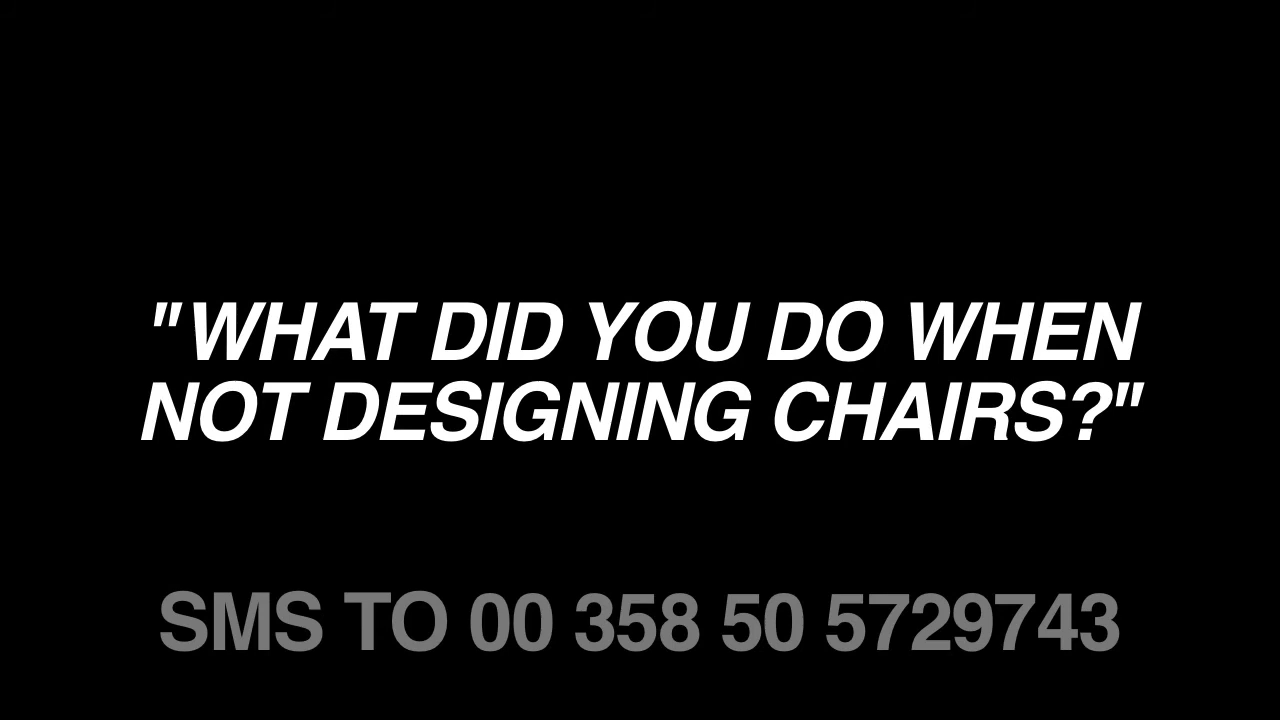 "WHAT DID YOU DO WHEN
NOT DESIGNING CHAIRS?"
SMS TO 00 358 50 5729743